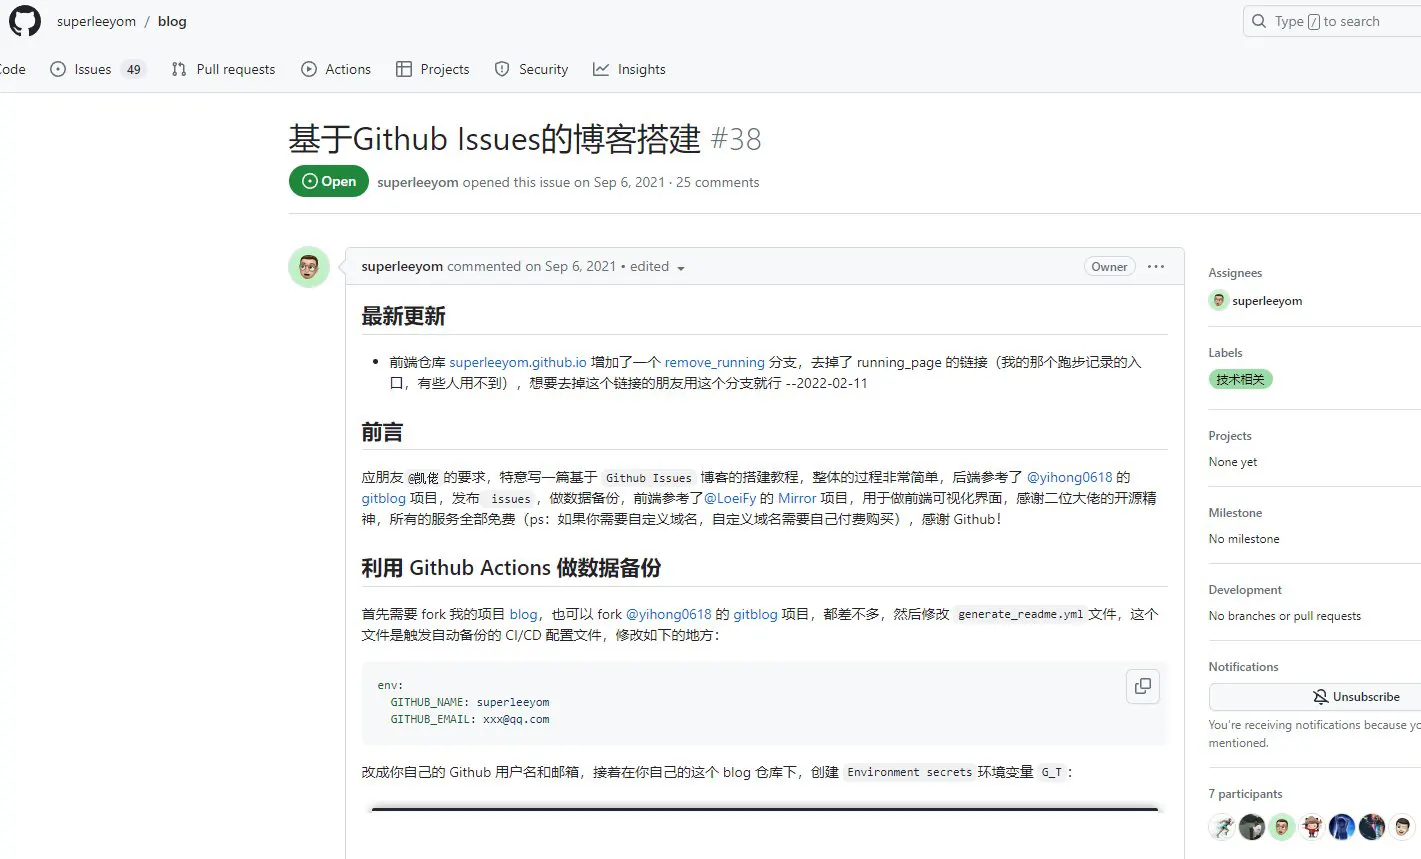 superleeyom / blog
Type / to search
ode
Issues 49
Pull requests
Actions
Projects
Security
Insights
基于Github Issues的博客搭建 #38
Open
superleeyom opened this issue on Sep 6, 2021 · 25 comments
superleeyom commented on Sep 6, 2021 • edited
Owner
最新更新
前端仓库 superleeyom.github.io 增加了一个 remove_running 分支，去掉了 running_page 的链接（我的那个跑步记录的入
口，有些人用不到），想要去掉这个链接的朋友用这个分支就行 --2022-02-11
前言
应朋友 @凯佬 的要求，特意写一篇基于 Github Issues 博客的搭建教程，整体的过程非常简单，后端参考了 @yihong0618 的
gitblog 项目，发布 issues ，做数据备份，前端参考了@LoeiFy 的 Mirror 项目，用于做前端可视化界面，感谢二位大佬的开源精
神，所有的服务全部免费（ps：如果你需要自定义域名，自定义域名需要自己付费购买），感谢 Github！
利用 Github Actions 做数据备份
首先需要 fork 我的项目 blog，也可以 fork @yihong0618 的 gitblog 项目，都差不多，然后修改 generate_readme.yml 文件，这个
文件是触发自动备份的 CI/CD 配置文件，修改如下的地方：
env:
GITHUB_NAME: superleeyom
GITHUB_EMAIL: xxx@qq.com
改成你自己的 Github 用户名和邮箱，接着在你自己的这个 blog 仓库下，创建 Environment secrets 环境变量 G_T ：
Assignees
superleeyom
Labels
技术相关
Projects
None yet
Milestone
No milestone
Development
No branches or pull requests
Notifications
Unsubscribe
You're receiving notifications because yo
mentioned.
7 participants